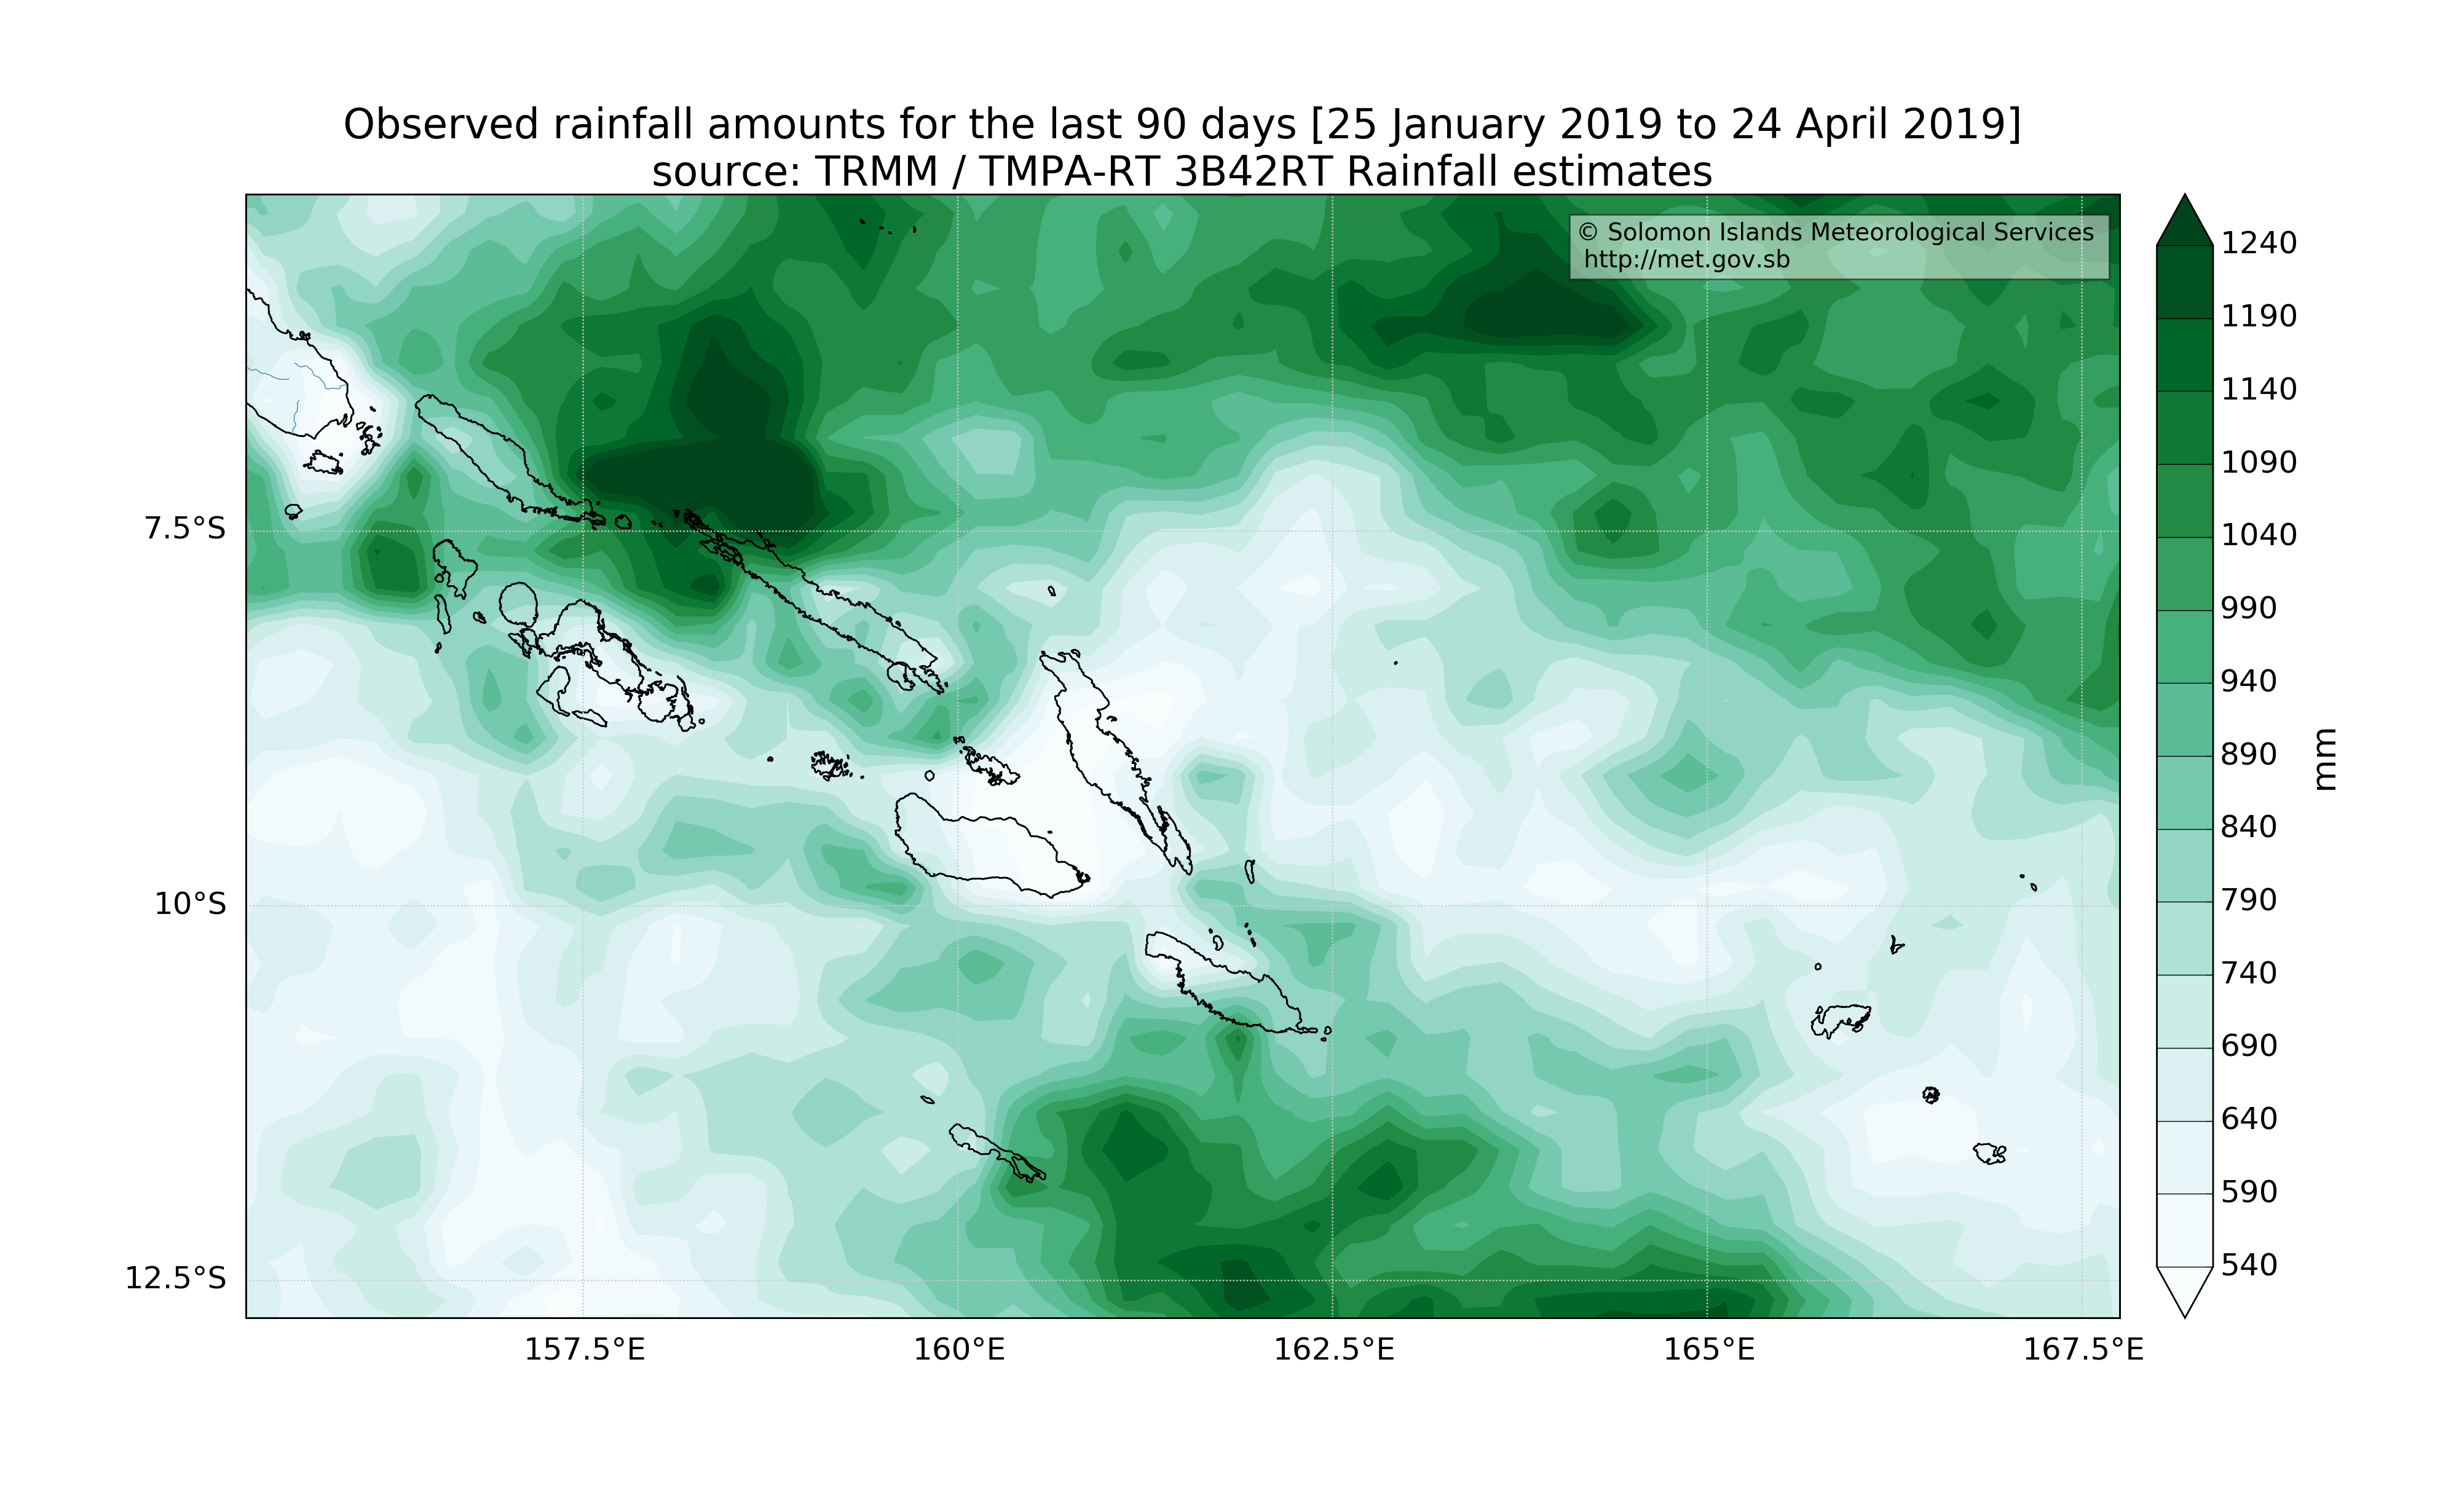 Observed rainfall amounts for the last 90 days [25 January 2019 to 24 April 2019]
source: TRMM / TMPA-RT 3B42RT Rainfall estimates
© Solomon Islands Meteorological Services
http://met.gov.sb
7.5°S
10°S
12.5°S
157.5°E
160°E
162.5°E
165°E
167.5°E
1240
1190
1140
1090
1040
990
940
890
840
790
740
690
640
590
540
mm